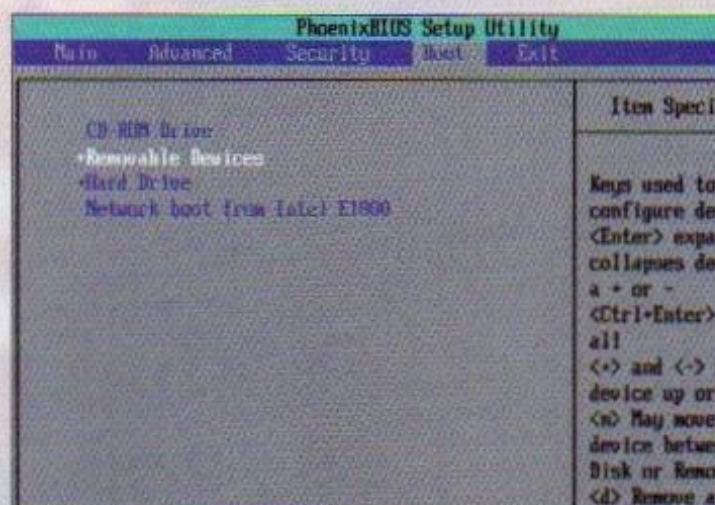 PhoenixBIOS Setup Utility
Main Advanced Security Boot Exit
CD-ROM Drive
+Removable Devices
+Hard Drive
Network boot from Intel E1000
Item Speci
Keys used to
configure de
<Enter> expa
collapses de
a + or -
<Ctrl+Enter>
all
<+> and <->
device up or
<n> May move
device betwe
Disk or Remo
<d> Remove a